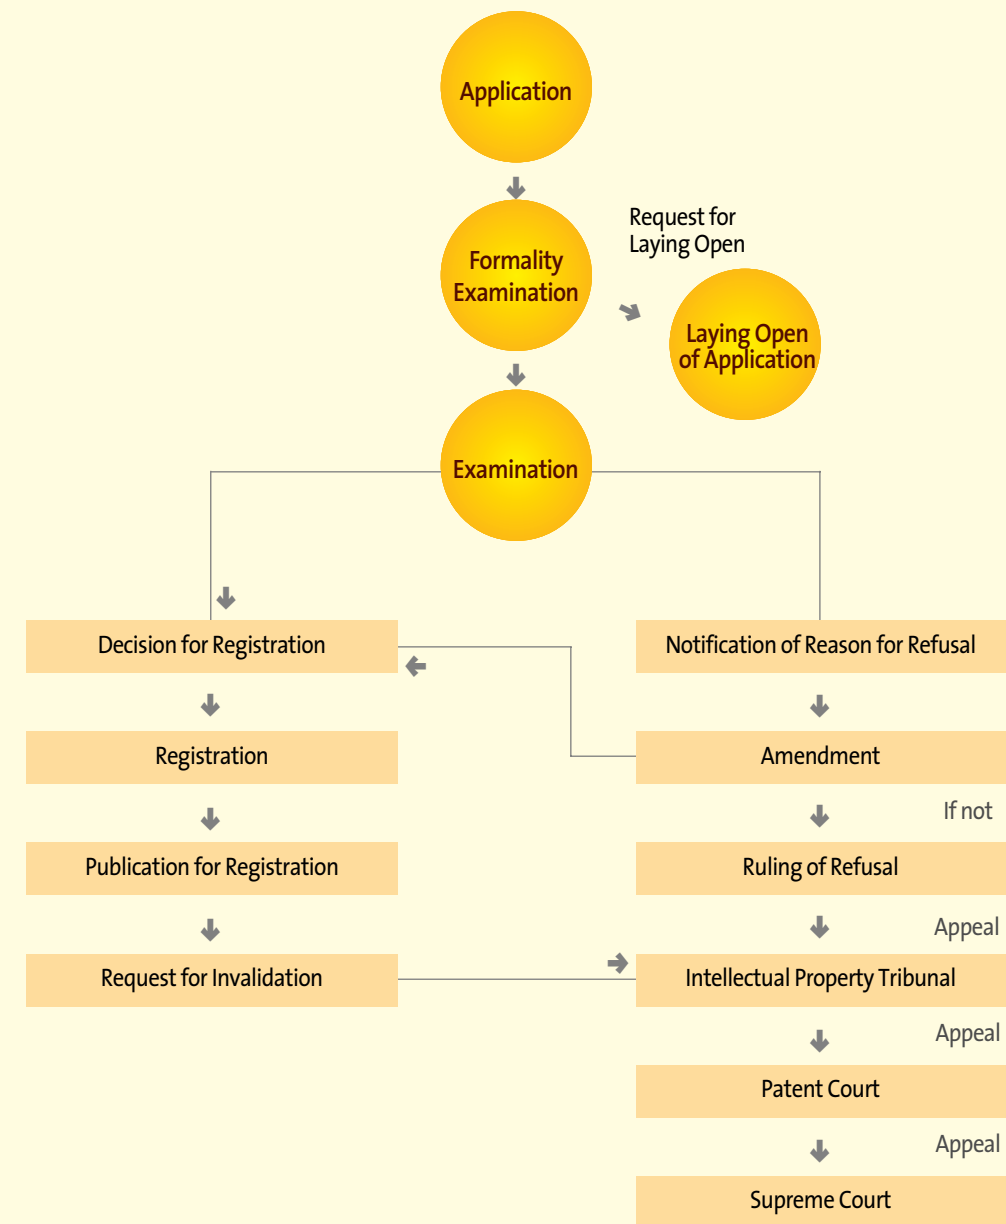 Application
Request for
Laying Open
Formality
Examination
Laying Open
of Application
Examination
Decision for Registration
Notification of Reason for Refusal
Registration
Amendment
If not
Publication for Registration
Ruling of Refusal
Appeal
Request for Invalidation
Intellectual Property Tribunal
Appeal
Patent Court
Appeal
Supreme Court